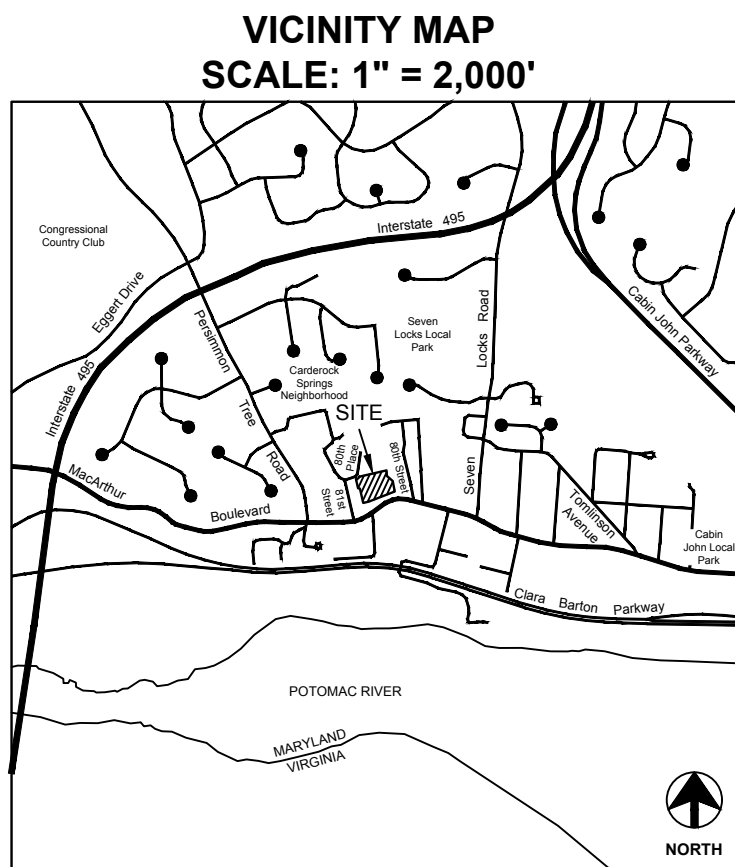 VICINITY MAP
SCALE: 1" = 2,000'
Congressional
Country Club
Interstate 495
Eggert Drive
Persimmon
Tree
Road
Seven
Locks Road
Seven
Locks Local
Park
Cabin John Parkway
Interstate 495
Carderock
Springs
Neighborhood
SITE
80th
Place
80th Street
81st
Street
MacArthur
Boulevard
Tomlinson
Avenue
Cabin
John Local
Park
Clara Barton Parkway
POTOMAC RIVER
MARYLAND
VIRGINIA
NORTH